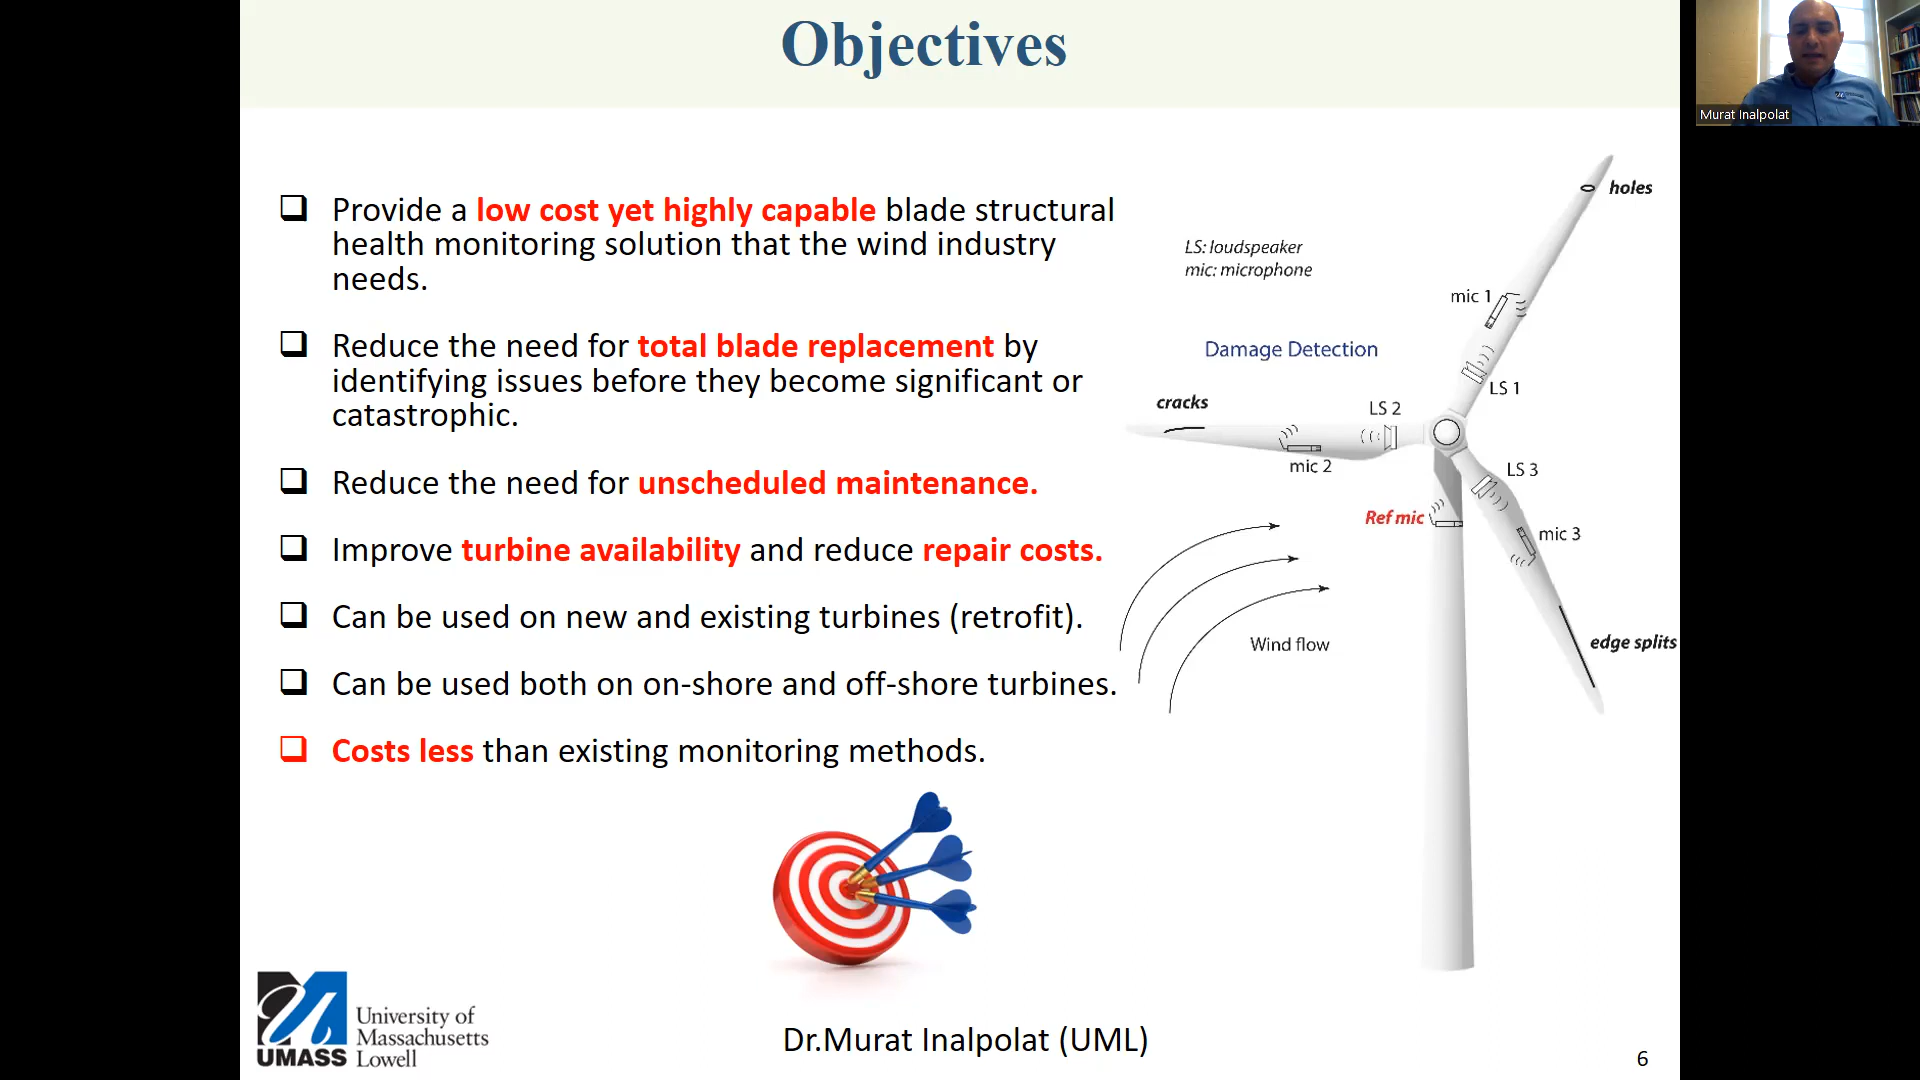 Objectives
Murat Inalpolat
❑ Provide a low cost yet highly capable blade structural
health monitoring solution that the wind industry
needs.
❑ Reduce the need for total blade replacement by
identifying issues before they become significant or
catastrophic.
❑ Reduce the need for unscheduled maintenance.
❑ Improve turbine availability and reduce repair costs.
❑ Can be used on new and existing turbines (retrofit).
❑ Can be used both on on-shore and off-shore turbines.
❑ Costs less than existing monitoring methods.
holes
LS: loudspeaker
mic: microphone
mic 1
Damage Detection
LS 1
cracks
LS 2
mic 2
LS 3
Ref mic
mic 3
Wind flow
edge splits
UMASS
University of
Massachusetts
Lowell
Dr.Murat Inalpolat (UML)
6